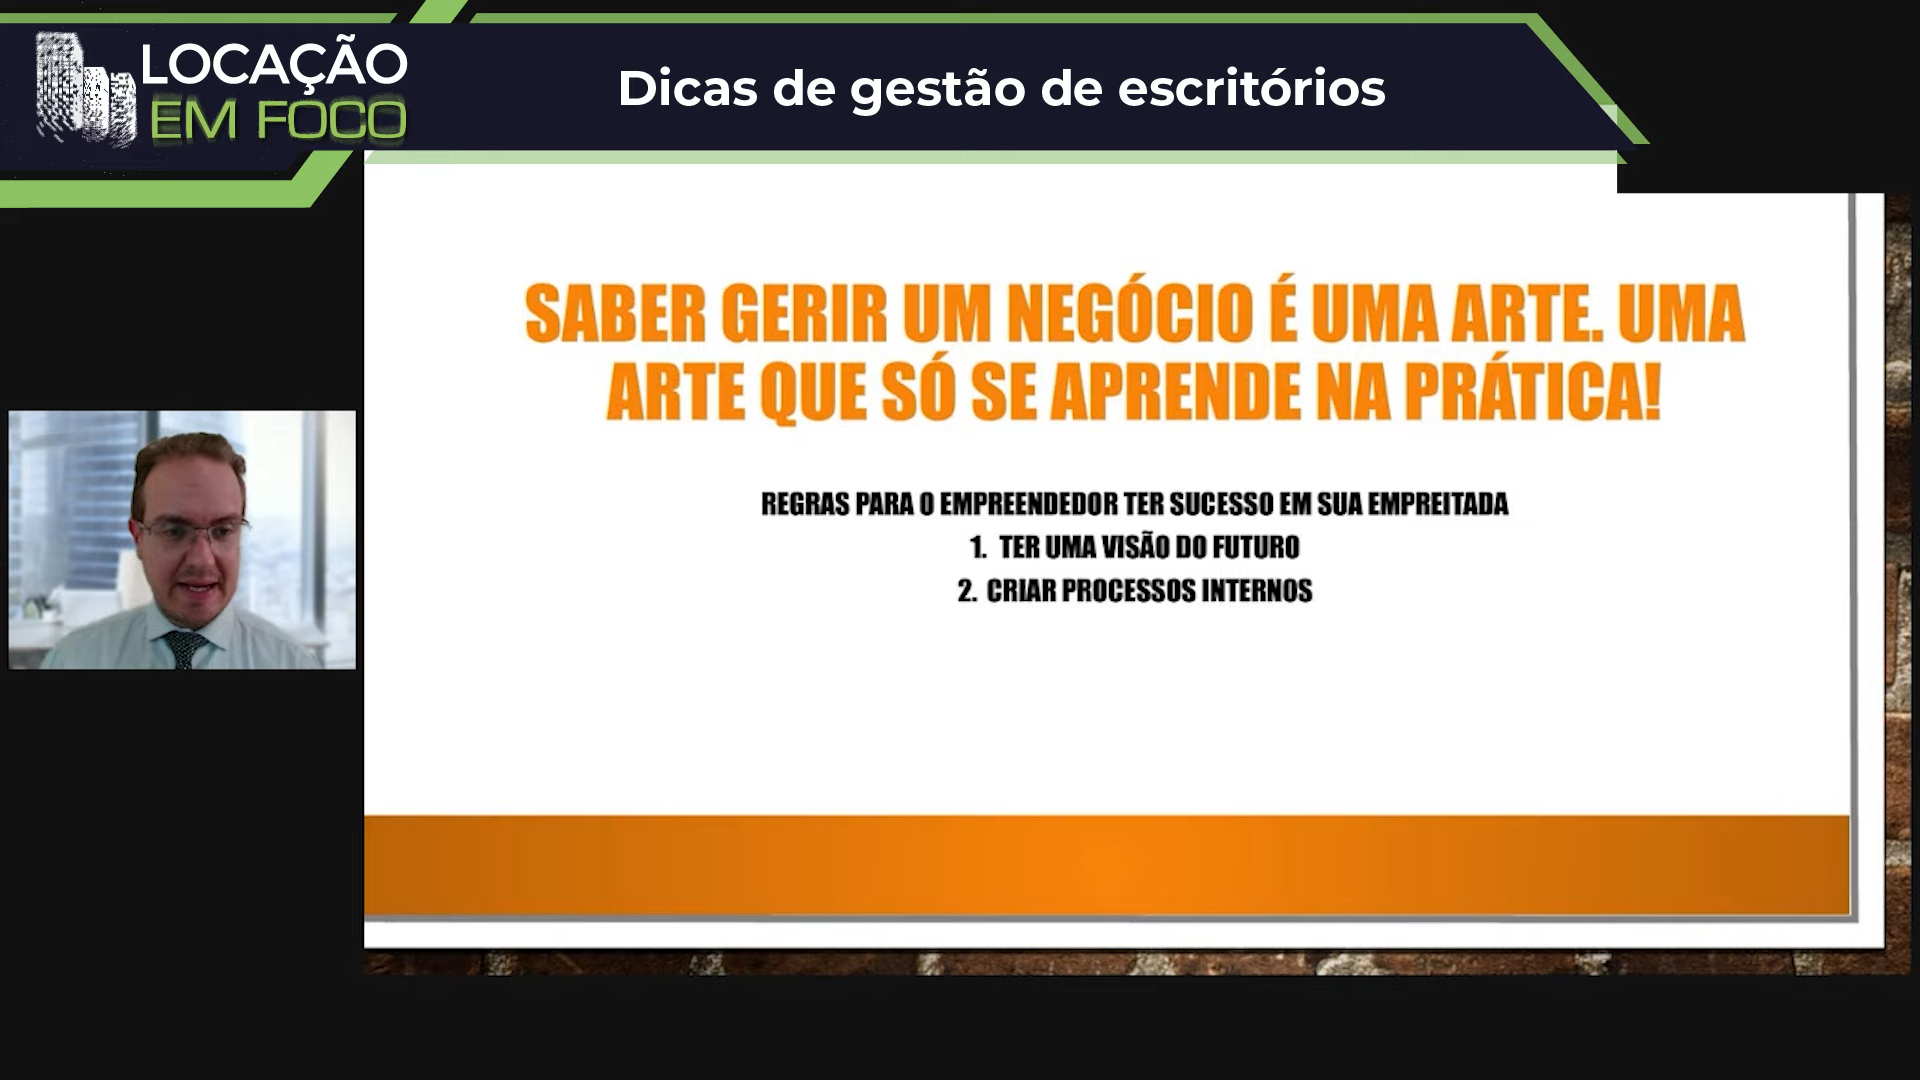 LOCAÇÃO
EM FOCO
Dicas de gestão de escritórios
SABER GERIR UM NEGÓCIO É UMA ARTE. UMA
ARTE QUE SÓ SE APRENDE NA PRÁTICA!
REGRAS PARA O EMPREENDEDOR TER SUCESSO EM SUA EMPREITADA
1. TER UMA VISÃO DO FUTURO
2. CRIAR PROCESSOS INTERNOS